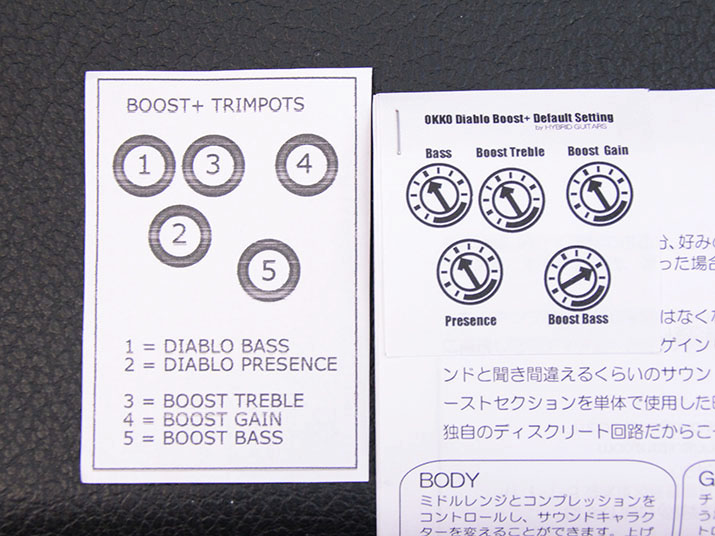 BOOST+ TRIMPOTS
1 3 4
2
5
1 = DIABLO BASS
2 = DIABLO PRESENCE
3 = BOOST TREBLE
4 = BOOST GAIN
5 = BOOST BASS
OKKO Diablo Boost+ Default Setting
by HYBRID GUITARS
Bass Boost Treble Boost Gain
Presence Boost Bass
、好みの
った場合
はなくか
ゲイン
ンドと聞き間違えるくらいのサウン
ーストセクションを単体で使用した
独自のディスクリート回路だからこ
BODY
ミドルレンジとコンプレッションを
コントロールし、サウンドキャラク
ターを変えることができます。上げ
G
チ